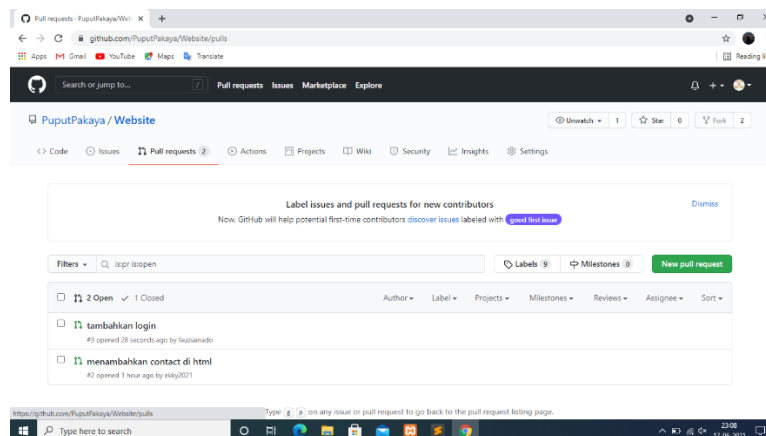 Pull requests · PuputPakaya/Web
github.com/PuputPakaya/Website/pulls
Apps Gmail YouTube Maps Translate Reading li
Search or jump to... / Pull requests Issues Marketplace Explore
PuputPakaya / Website Unwatch 1 Star 0 Fork 2
<> Code Issues Pull requests 2 Actions Projects Wiki Security Insights Settings
Label issues and pull requests for new contributors Dismiss
Now, GitHub will help potential first-time contributors discover issues labeled with good first issue
Filters is:pr is:open Labels 9 Milestones 0 New pull request
2 Open 1 Closed Author Label Projects Milestones Reviews Assignee Sort
tambahkan login
#3 opened 28 seconds ago by fauziainado
menambahkan contact di html
#2 opened 1 hour ago by rikky2021
https://github.com/PuputPakaya/Website/pulls Type g p on any issue or pull request to go back to the pull request listing page.
Type here to search 23:08
17-06-2021